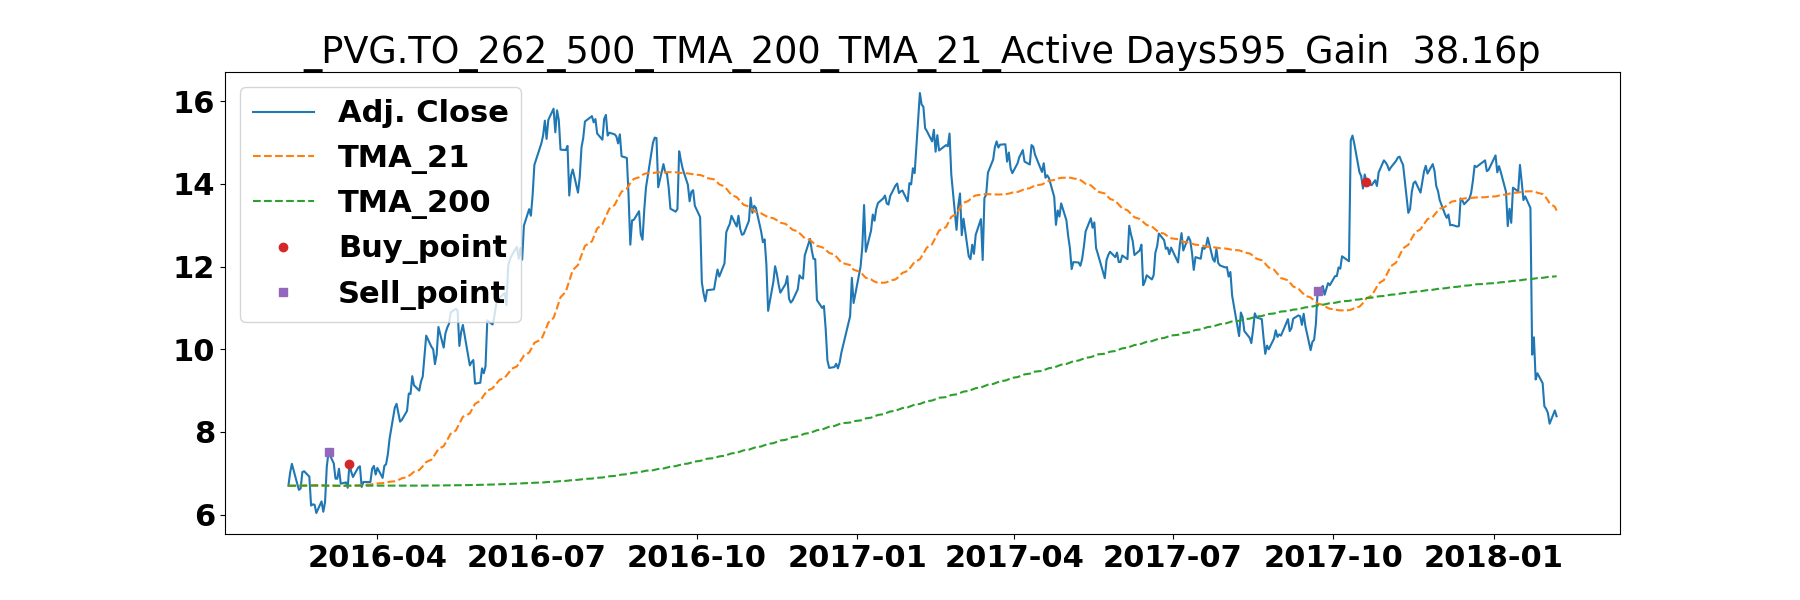 _PVG.TO_262_500_TMA_200_TMA_21_Active Days595_Gain  38.16p
Adj. Close
TMA_21
TMA_200
Buy_point
Sell_point
16
14
12
10
8
6
2016-04 2016-07 2016-10 2017-01 2017-04 2017-07 2017-10 2018-01